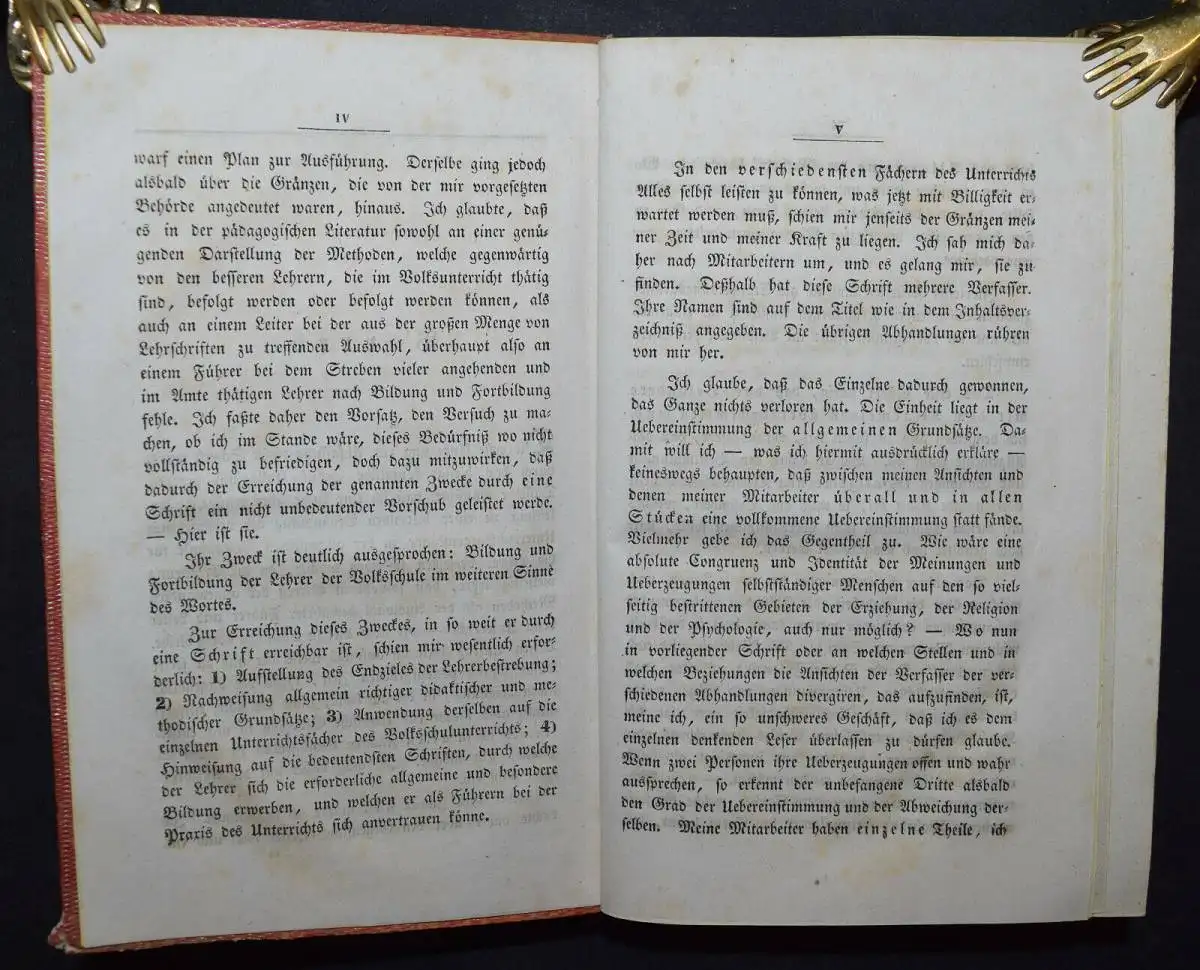 IV
warf einen Plan zur Ausführung. Derselbe ging jedoch
alsbald über die Gränzen, die von der mir vorgesetzten
Behörde angedeutet waren, hinaus. Ich glaubte, daß
es in der pädagogischen Literatur sowohl an einer genü-
genden Darstellung der Methoden, welche gegenwärtig
von den besseren Lehrern, die im Volksunterricht thätig
sind, befolgt werden oder befolgt werden können, als
auch an einem Leiter bei der aus der großen Menge von
Lehrschriften zu treffenden Auswahl, überhaupt also an
einem Führer bei dem Streben vieler angehenden und
im Amte thätigen Lehrer nach Bildung und Fortbildung
fehle. Ich faßte daher den Vorsatz, den Versuch zu ma-
chen, ob ich im Stande wäre, dieses Bedürfniß wo nicht
vollständig zu befriedigen, doch dazu mitzuwirken, daß
dadurch der Erreichung der genannten Zwecke durch eine
Schrift ein nicht unbedeutender Vorschub geleistet werde.
— Hier ist sie.
Ihr Zweck ist deutlich ausgesprochen: Bildung und
Fortbildung der Lehrer der Volksschule im weiteren Sinne
des Wortes.
Zur Erreichung dieses Zweckes, in so weit er durch
eine Schrift erreichbar ist, schien mir wesentlich erfor-
derlich: 1) Aufstellung des Endzieles der Lehrerbestrebung;
2) Nachweisung allgemein richtiger didaktischer und me-
thodischer Grundsätze; 3) Anwendung derselben auf die
einzelnen Unterrichtsfächer des Volksschulunterrichts; 4)
Hinweisung auf die bedeutendsten Schriften, durch welche
der Lehrer sich die erforderliche allgemeine und besondere
Bildung erwerben, und welchen er als Führern bei der
Praxis des Unterrichts sich anvertrauen könne.
V
In den verschiedensten Fächern des Unterrichts
Alles selbst leisten zu können, was jetzt mit Billigkeit er-
wartet werden muß, schien mir jenseits der Gränzen mei-
ner Zeit und meiner Kraft zu liegen. Ich sah mich da-
her nach Mitarbeitern um, und es gelang mir, sie zu
finden. Deßhalb hat diese Schrift mehrere Verfasser.
Ihre Namen sind auf dem Titel wie in dem Inhaltsver-
zeichniß angegeben. Die übrigen Abhandlungen rühren
von mir her.
Ich glaube, daß das Einzelne dadurch gewonnen,
das Ganze nichts verloren hat. Die Einheit liegt in der
Uebereinstimmung der allgemeinen Grundsätze. Da-
mit will ich — was ich hiermit ausdrücklich erkläre —
keineswegs behaupten, daß zwischen meinen Ansichten und
denen meiner Mitarbeiter überall und in allen
Stücken eine vollkommene Uebereinstimmung statt fände.
Vielmehr gebe ich das Gegentheil zu. Wie wäre eine
absolute Congruenz und Identität der Meinungen und
Ueberzeugungen selbstständiger Menschen auf den so viel-
seitig bestrittenen Gebieten der Erziehung, der Religion
und der Psychologie, auch nur möglich? — Wo nun
in vorliegender Schrift oder an welchen Stellen und in
welchen Beziehungen die Ansichten der Verfasser der ver-
schiedenen Abhandlungen divergiren, das aufzufinden, ist,
meine ich, ein so unschweres Geschäft, daß ich es dem
einzelnen denkenden Leser überlassen zu dürfen glaube.
Wenn zwei Personen ihre Ueberzeugungen offen und wahr
aussprechen, so erkennt der unbefangene Dritte alsbald
den Grad der Uebereinstimmung und der Abweichung der-
selben. Meine Mitarbeiter haben einzelne Theile, ich